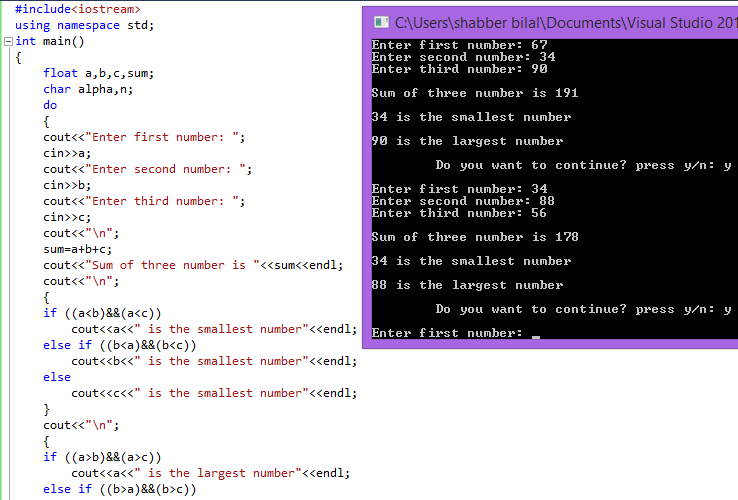 #include<iostream>
using namespace std;
int main()
{
float a,b,c,sum;
char alpha,n;
do
{
cout<<"Enter first number: ";
cin>>a;
cout<<"Enter second number: ";
cin>>b;
cout<<"Enter third number: ";
cin>>c;
cout<<"\n";
sum=a+b+c;
cout<<"Sum of three number is "<<sum<<endl;
cout<<"\n";
{
if ((a<b)&&(a<c))
cout<<a<<" is the smallest number"<<endl;
else if ((b<a)&&(b<c))
cout<<b<<" is the smallest number"<<endl;
else
cout<<c<<" is the smallest number"<<endl;
}
cout<<"\n";
{
if ((a>b)&&(a>c))
cout<<a<<" is the largest number"<<endl;
else if ((b>a)&&(b>c))
C:\Users\shabber bilal\Documents\Visual Studio 201
Enter first number: 67
Enter second number: 34
Enter third number: 90
Sum of three number is 191
34 is the smallest number
90 is the largest number
Do you want to continue? press y/n: y
Enter first number: 34
Enter second number: 88
Enter third number: 56
Sum of three number is 178
34 is the smallest number
88 is the largest number
Do you want to continue? press y/n: y
Enter first number: _